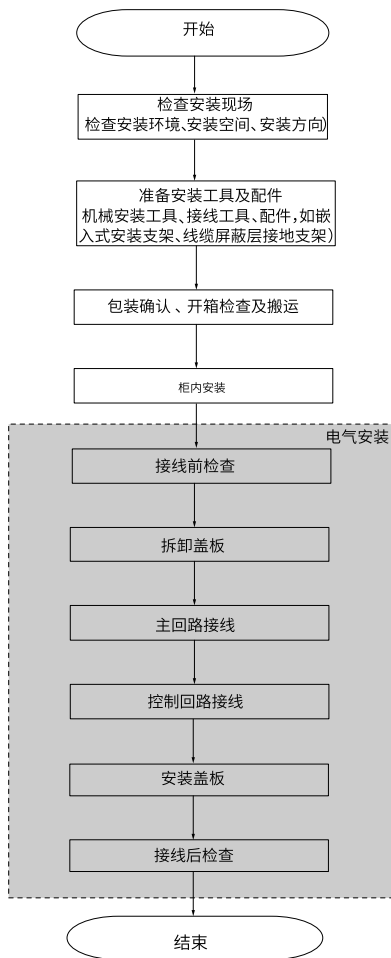 开始
检查安装现场
检查安装环境、安装空间、安装方向)
准备安装工具及配件
机械安装工具、接线工具、配件,如嵌
入式安装支架、线缆屏蔽层接地支架)
包装确认、开箱检查及搬运
柜内安装
电气安装
接线前检查
拆卸盖板
主回路接线
控制回路接线
安装盖板
接线后检查
结束